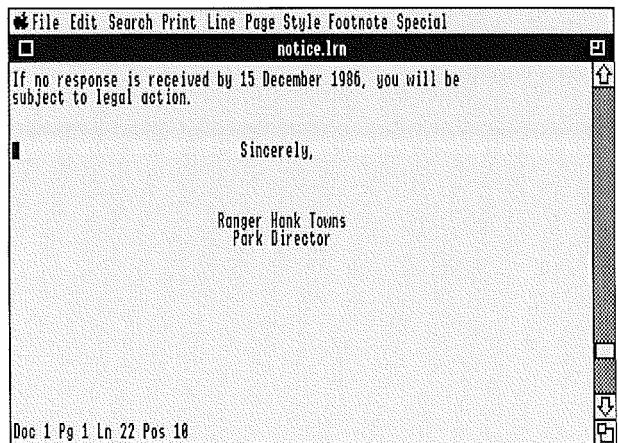 File Edit Search Print Line Page Style Footnote Special
notice.lrn
If no response is received by 15 December 1986, you will be
subject to legal action.
Sincerely,
Ranger Hank Towns
Park Director
Doc 1 Pg 1 Ln 22 Pos 10